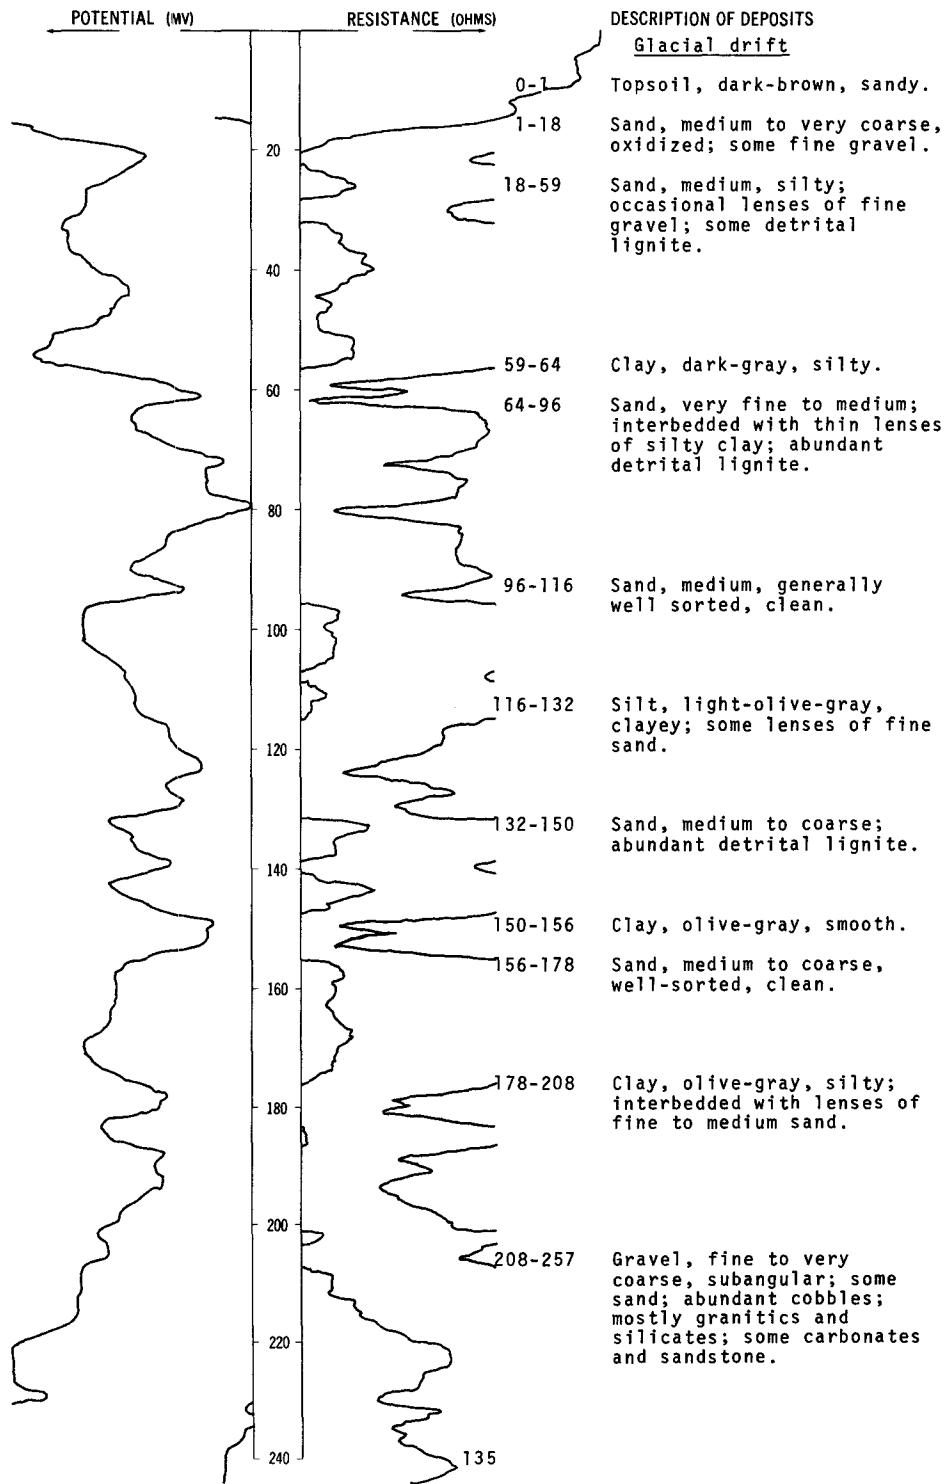 POTENTIAL (MV) RESISTANCE (OHMS) DESCRIPTION OF DEPOSITS
Glacial drift
0-1 Topsoil, dark-brown, sandy.
1-18 Sand, medium to very coarse,
oxidized; some fine gravel.
20
18-59 Sand, medium, silty;
occasional lenses of fine
gravel; some detrital
lignite.
40
59-64 Clay, dark-gray, silty.
60
64-96 Sand, very fine to medium;
interbedded with thin lenses
of silty clay; abundant
detrital lignite.
80
96-116 Sand, medium, generally
well sorted, clean.
100
116-132 Silt, light-olive-gray,
clayey; some lenses of fine
sand.
120
132-150 Sand, medium to coarse;
abundant detrital lignite.
140
150-156 Clay, olive-gray, smooth.
156-178 Sand, medium to coarse,
well-sorted, clean.
160
178-208 Clay, olive-gray, silty;
interbedded with lenses of
fine to medium sand.
180
200
208-257 Gravel, fine to very
coarse, subangular; some
sand; abundant cobbles;
mostly granitics and
silicates; some carbonates
and sandstone.
220
240 135